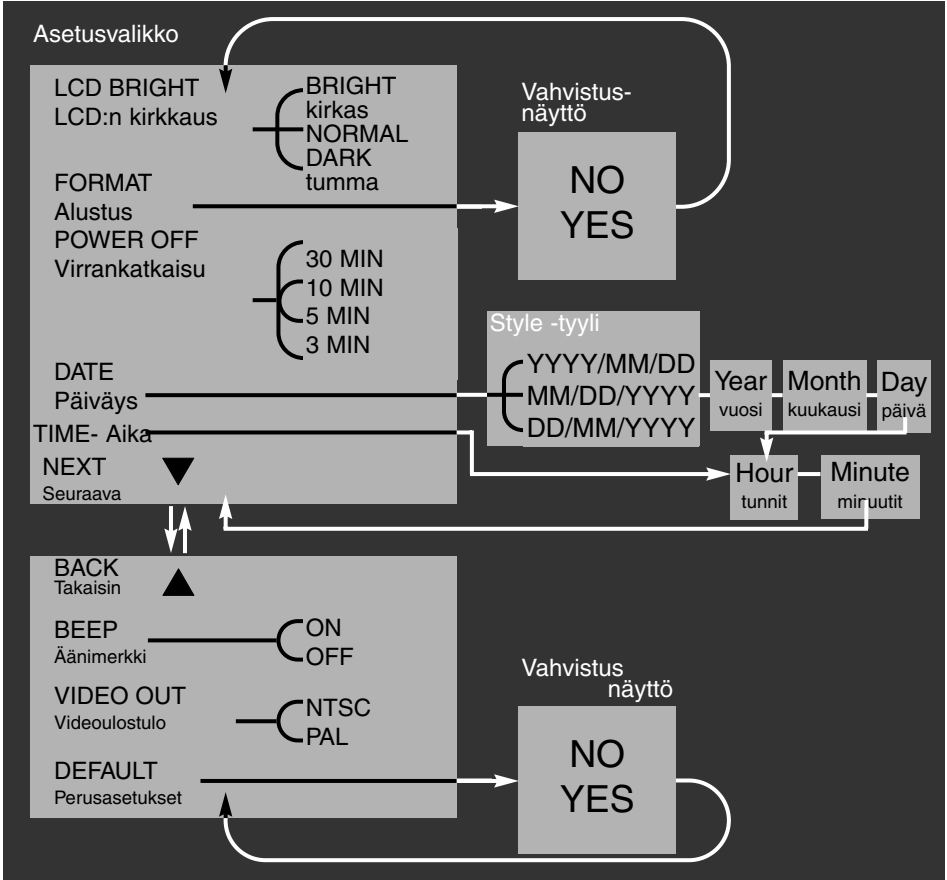 Asetusvalikko
LCD BRIGHT
LCD:n kirkkaus
BRIGHT
kirkas
NORMAL
DARK
tumma
FORMAT
Alustus
Vahvistus-
näyttö
NO
YES
POWER OFF
Virrankatkaisu
30 MIN
10 MIN
5 MIN
3 MIN
DATE
Päiväys
Style -tyyli
YYYY/MM/DD
MM/DD/YYYY
DD/MM/YYYY
Year
vuosi
Month
kuukausi
Day
päivä
TIME- Aika
Hour
tunnit
Minute
minuutit
NEXT
Seuraava
BACK
Takaisin
BEEP
Äänimerkki
ON
OFF
VIDEO OUT
Videoulostulo
NTSC
PAL
DEFAULT
Perusasetukset
Vahvistus
näyttö
NO
YES